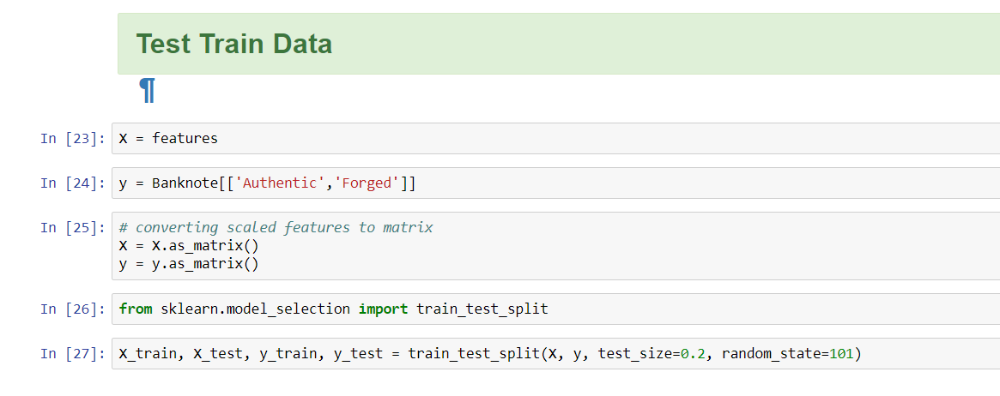 Test Train Data
¶
In [23]: X = features
In [24]: y = Banknote[['Authentic','Forged']]
In [25]: # converting scaled features to matrix
X = X.as_matrix()
y = y.as_matrix()
In [26]: from sklearn.model_selection import train_test_split
In [27]: X_train, X_test, y_train, y_test = train_test_split(X, y, test_size=0.2, random_state=101)